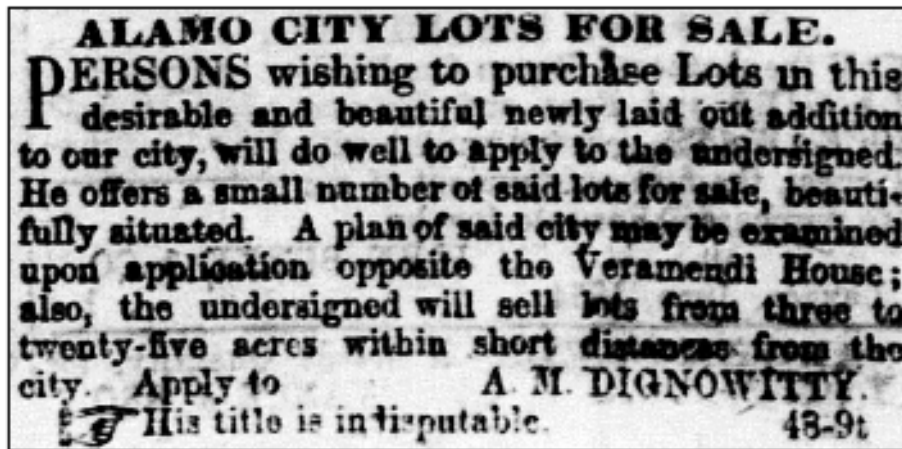 ALAMO CITY LOTS FOR SALE.
PERSONS wishing to purchase Lots in this
desirable and beautiful newly laid out addition
to our city, will do well to apply to the undersigned.
He offers a small number of said lots for sale, beauti-
fully situated. A plan of said city may be examined
upon application opposite the Veramendi House;
also, the undersigned will sell lots from three to
twenty-five acres within short distances from the
city. Apply to A. M. DIGNOWITTY.
☞ His title is indisputable. 48-9t